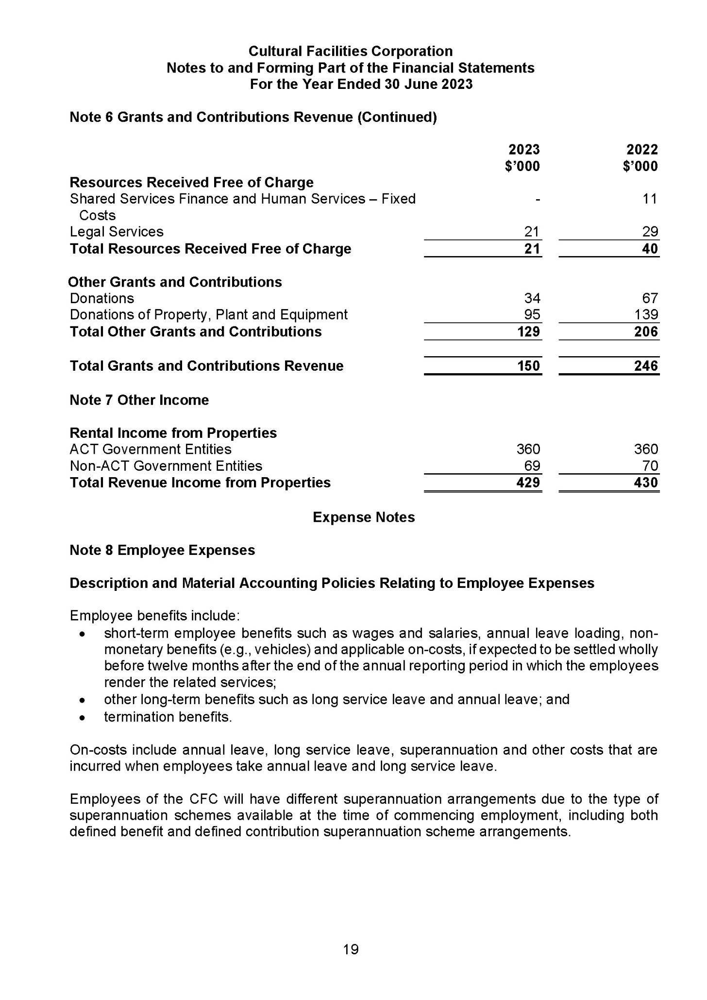 Cultural Facilities Corporation
Notes to and Forming Part of the Financial Statements
For the Year Ended 30 June 2023
Note 6 Grants and Contributions Revenue (Continued)
2023 2022
$’000 $’000
Resources Received Free of Charge
Shared Services Finance and Human Services – Fixed - 11
Costs
Legal Services 21 29
Total Resources Received Free of Charge 21 40
Other Grants and Contributions
Donations 34 67
Donations of Property, Plant and Equipment 95 139
Total Other Grants and Contributions 129 206
Total Grants and Contributions Revenue 150 246
Note 7 Other Income
Rental Income from Properties
ACT Government Entities 360 360
Non-ACT Government Entities 69 70
Total Revenue Income from Properties 429 430
Expense Notes
Note 8 Employee Expenses
Description and Material Accounting Policies Relating to Employee Expenses
Employee benefits include:
• short-term employee benefits such as wages and salaries, annual leave loading, non-
monetary benefits (e.g., vehicles) and applicable on-costs, if expected to be settled wholly
before twelve months after the end of the annual reporting period in which the employees
render the related services;
• other long-term benefits such as long service leave and annual leave; and
• termination benefits.
On-costs include annual leave, long service leave, superannuation and other costs that are
incurred when employees take annual leave and long service leave.
Employees of the CFC will have different superannuation arrangements due to the type of
superannuation schemes available at the time of commencing employment, including both
defined benefit and defined contribution superannuation scheme arrangements.
19